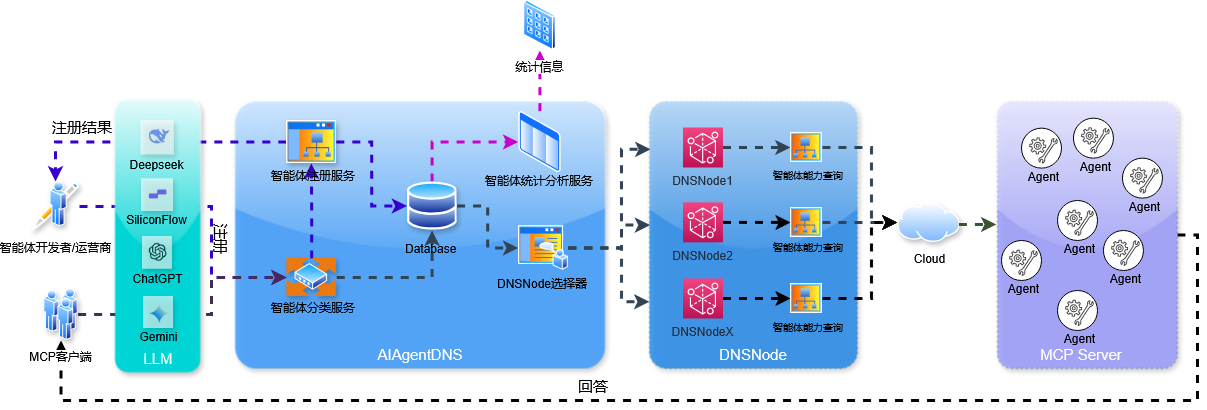 统计信息
注册结果
Deepseek
SiliconFlow
ChatGPT
Gemini
LLM
智能体开发者/运营商
MCP客户端
注册
智能体注册服务
Database
智能体统计分析服务
DNSNode选择器
智能体分类服务
AIAgentDNS
DNSNode1
智能体能力查询
DNSNode2
智能体能力查询
DNSNodeX
智能体能力查询
DNSNode
Cloud
Agent
Agent
Agent
Agent
Agent
Agent
Agent
MCP Server
回答